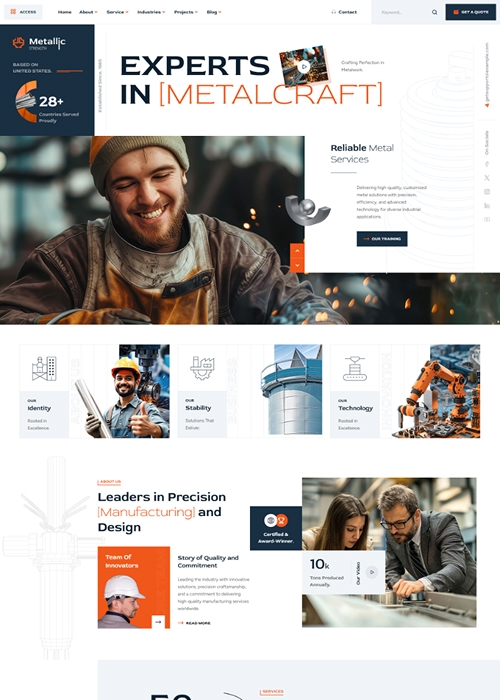 ACCESS
Home About Service Industries Projects Blog
Contact
Keyword...
GET A QUOTE
Metallic
STRENGTH
BASED ON
UNITED STATES.
28+
Countries Served
Proudly
Established Since, 1989
EXPERTS
IN [METALCRAFT]
Crafting Perfection in
Metalwork.
On Socials
Reliable Metal
Services
Delivering high-quality, customized
metal solutions with precision,
efficiency, and advanced
technology for diverse industrial
applications.
OUR TRAINING
OUR
Identity
Rooted in
Excellence.
OUR
Stability
Solutions That
Deliver.
OUR
Technology
Rooted in
Excellence.
ABOUT US
Leaders in Precision
[Manufacturing] and
Design
Certified &
Award-Winner.
Team Of
Innovators
Story of Quality and
Commitment
Leading the industry with innovative
solutions, precision craftsmanship,
and a commitment to delivering
high-quality manufacturing services
worldwide.
READ MORE
10k
Tons Produced
Annually.
Our Video
SERVICES